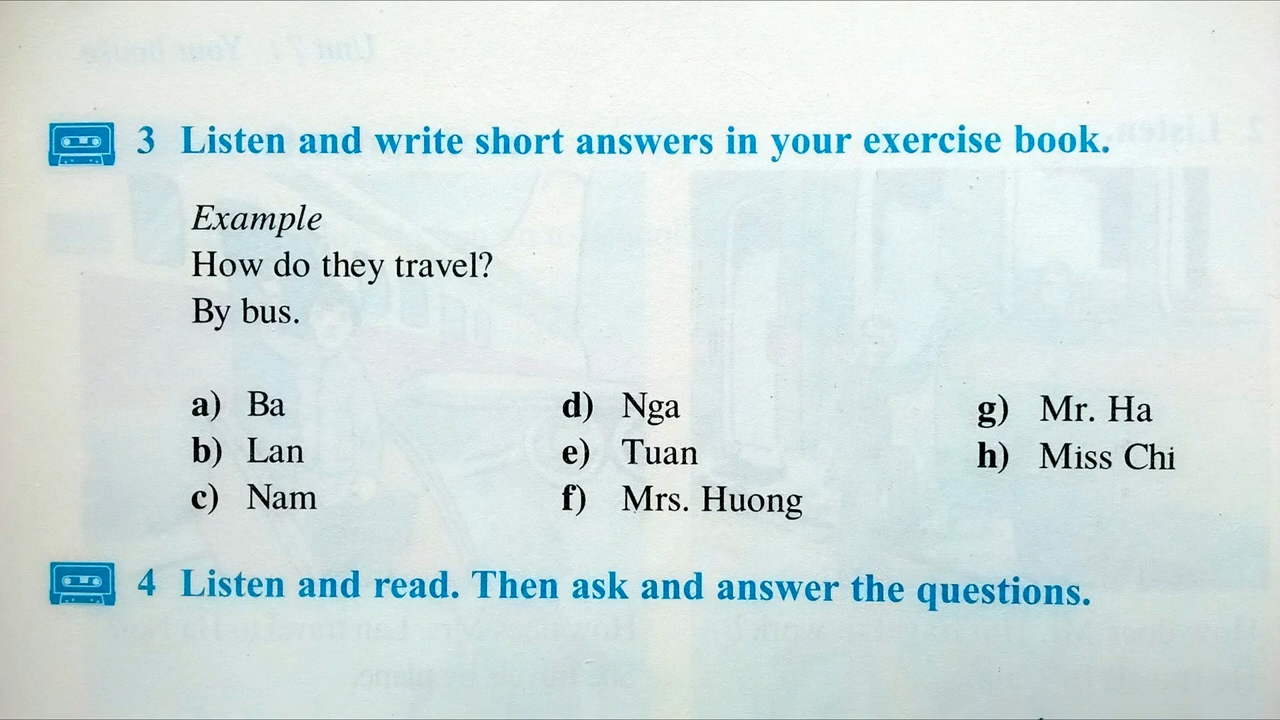 3 Listen and write short answers in your exercise book.
Example
How do they travel?
By bus.
a) Ba
b) Lan
c) Nam
d) Nga
e) Tuan
f) Mrs. Huong
g) Mr. Ha
h) Miss Chi
4 Listen and read. Then ask and answer the questions.